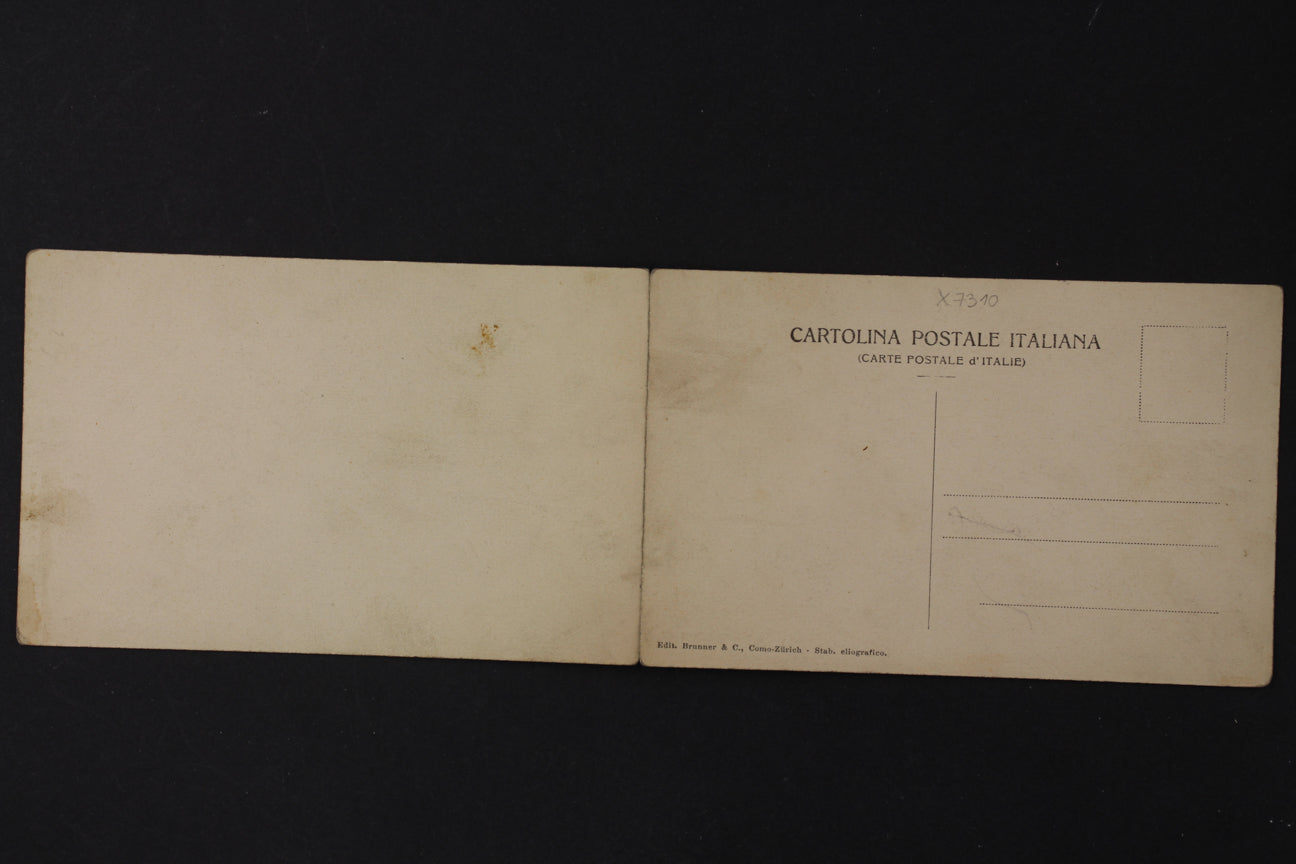 X7310
CARTOLINA POSTALE ITALIANA
(CARTE POSTALE d'ITALIE)
Edit. Brunner & C., Como-Zürich - Stab. eliografico.